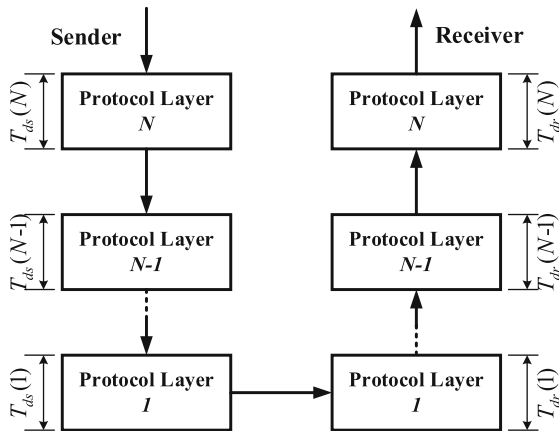 Sender
Receiver
T_ds(N)
Protocol Layer
N
Protocol Layer
N
T_dr(N)
T_ds(N-1)
Protocol Layer
N-1
Protocol Layer
N-1
T_dr(N-1)
T_ds(1)
Protocol Layer
1
Protocol Layer
1
T_dr(1)